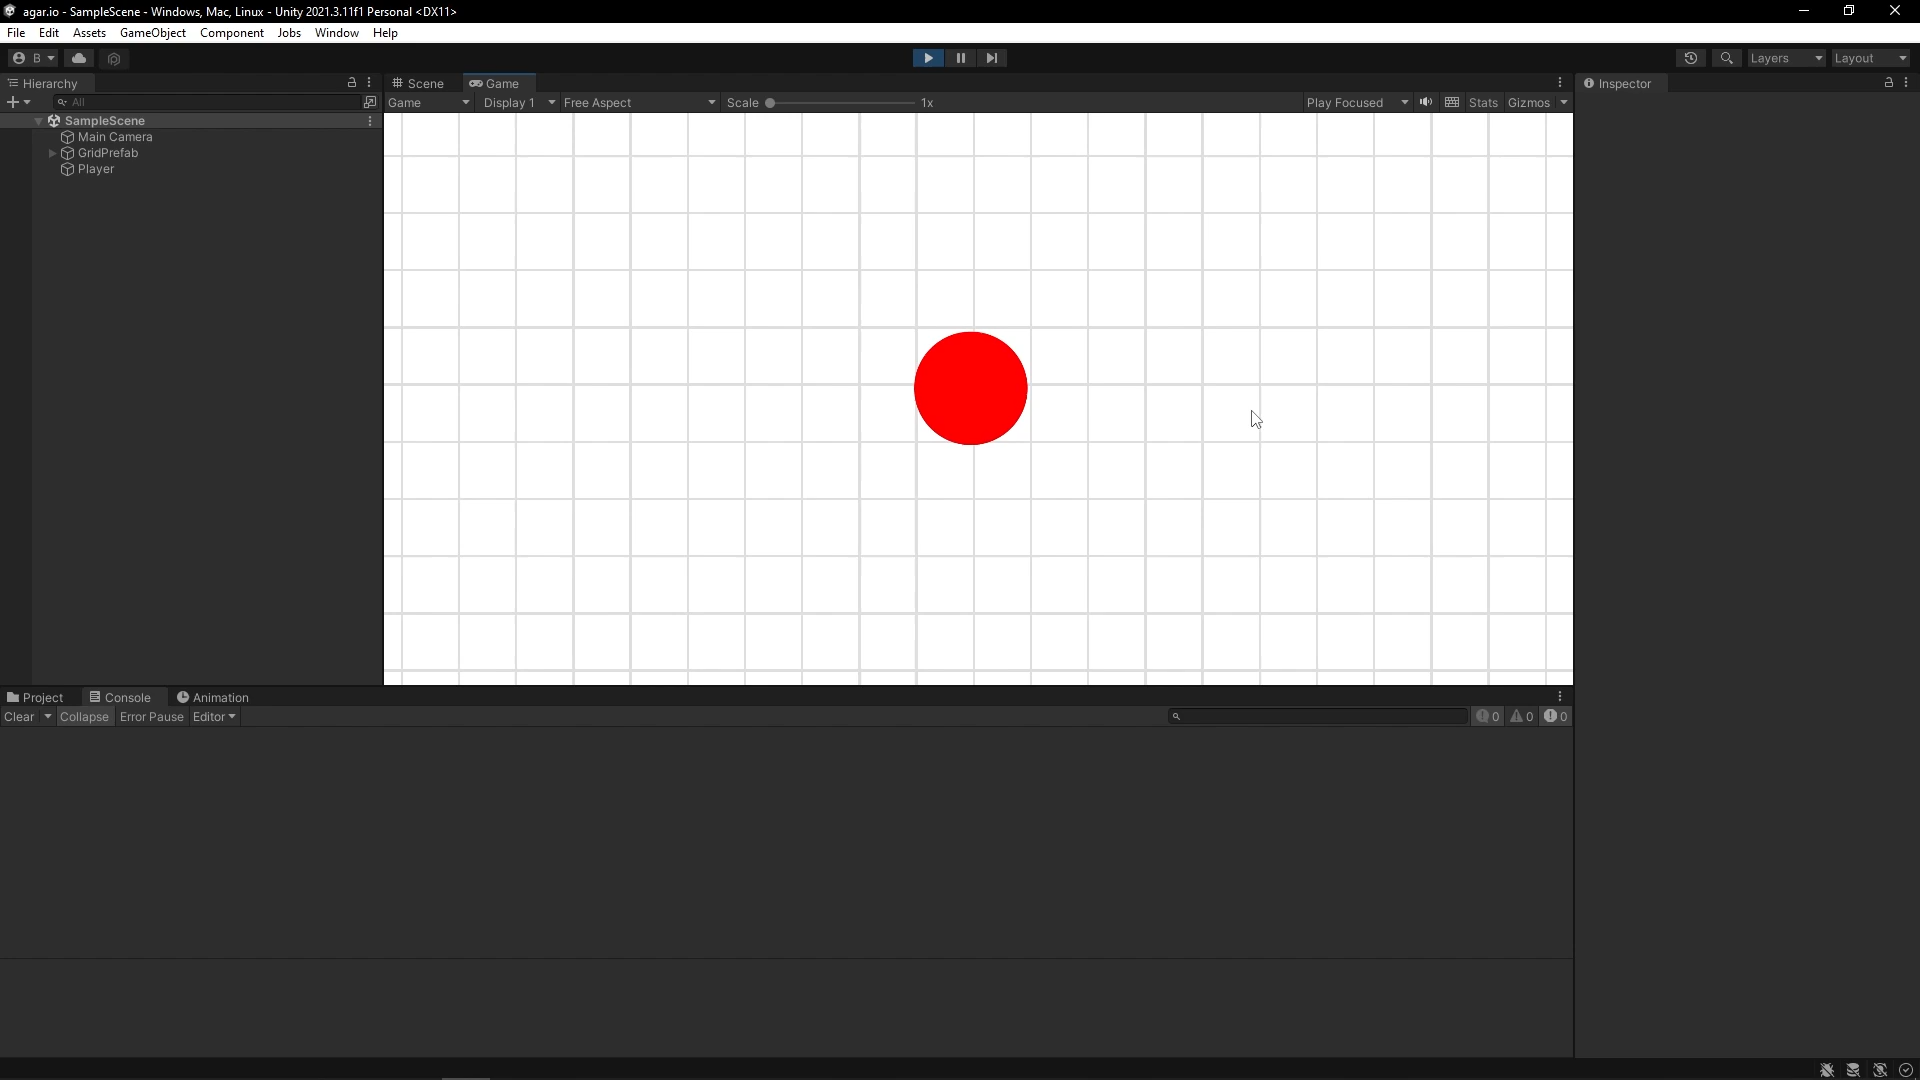 agar.io - SampleScene - Windows, Mac, Linux - Unity 2021.3.11f1 Personal <DX11>
File Edit Assets GameObject Component Jobs Window Help
B Layers Layout
Hierarchy Scene Game Inspector
All Game Display 1 Free Aspect Scale 1x Play Focused Stats Gizmos
SampleScene
Main Camera
GridPrefab
Player
Project Console Animation
Clear Collapse Error Pause Editor 0 0 0